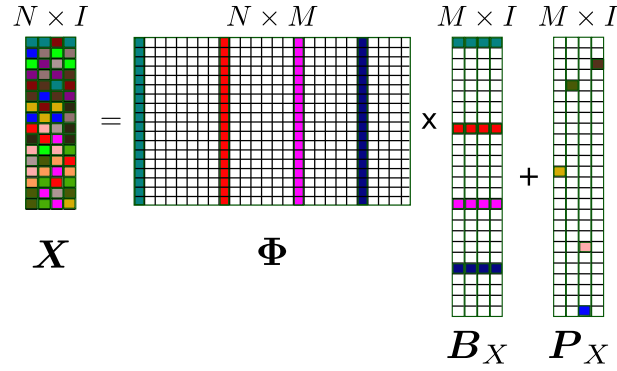 N × I
N × M
M × I
M × I
=
x
+
X
Φ
B_X
P_X